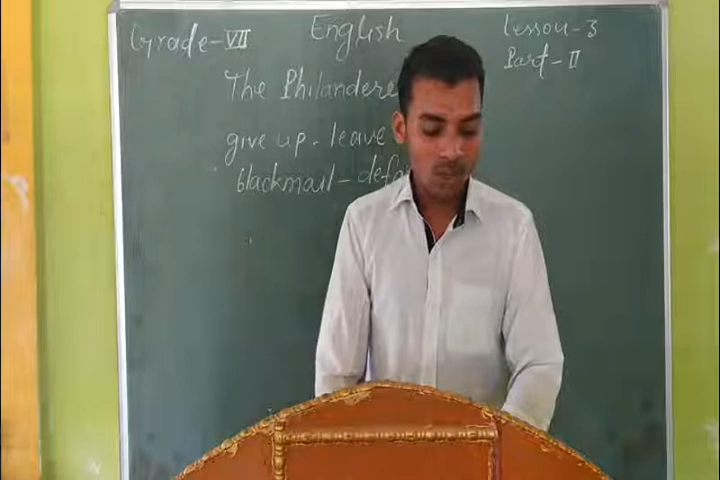 Grade-VII English Lesson-3
Part-II
The Philandere
give up - leave
blackmail - defa